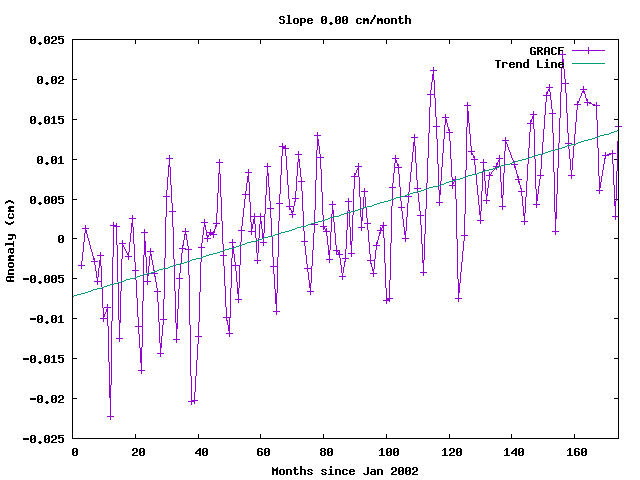 Slope 0.00 cm/month
0.025
0.02
0.015
0.01
0.005
0
-0.005
-0.01
-0.015
-0.02
-0.025
Anomaly (cm)
GRACE
Trend Line
0 20 40 60 80 100 120 140 160
Months since Jan 2002